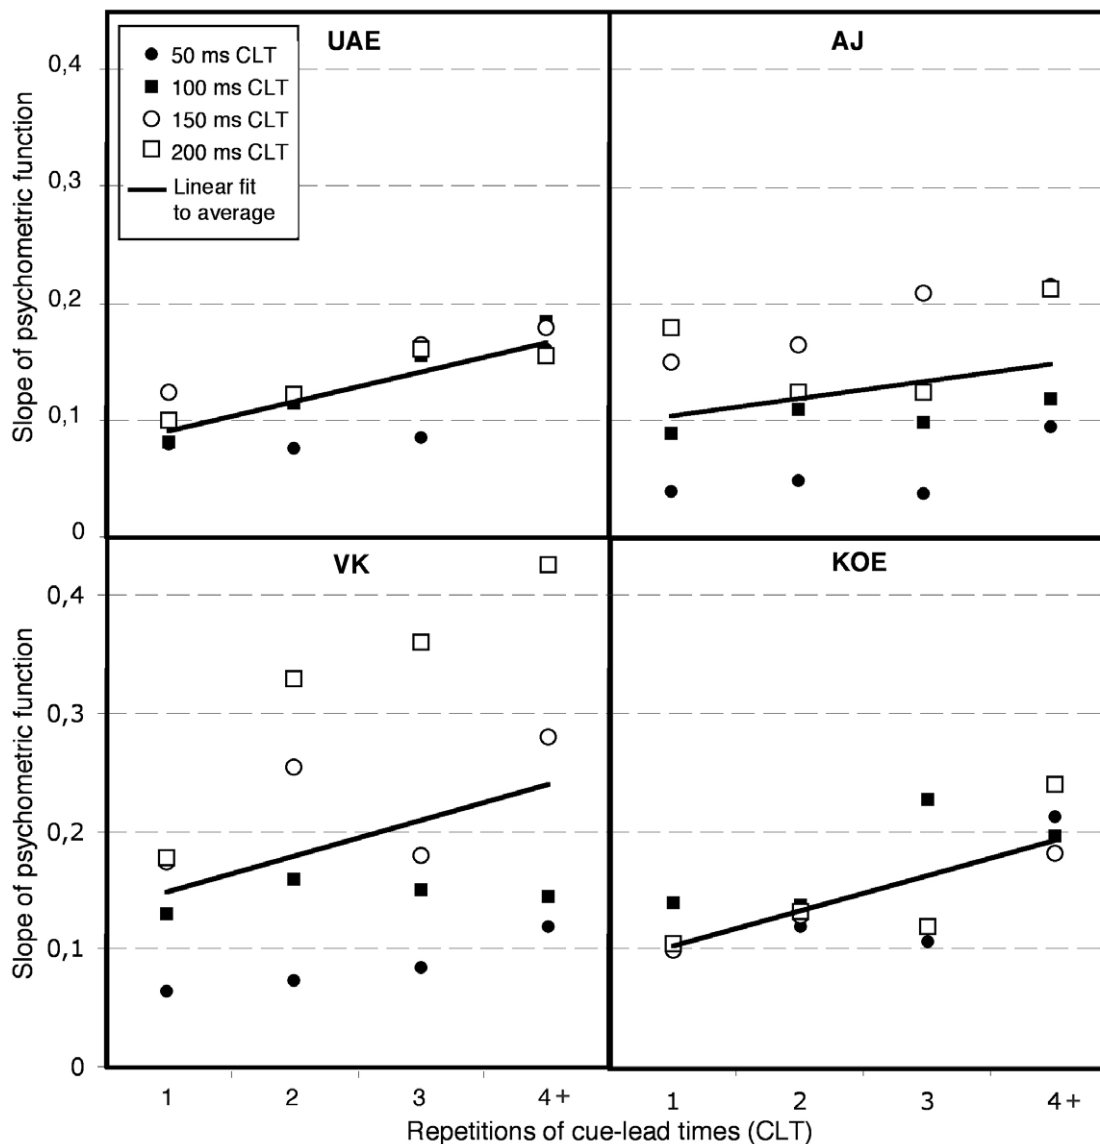 UAE
AJ
50 ms CLT
100 ms CLT
150 ms CLT
200 ms CLT
Linear fit
to average
Slope of psychometric function
0,4
0,3
0,2
0,1
0
VK
KOE
Slope of psychometric function
0,4
0,3
0,2
0,1
0
1 2 3 4+ 1 2 3 4+
Repetitions of cue-lead times (CLT)